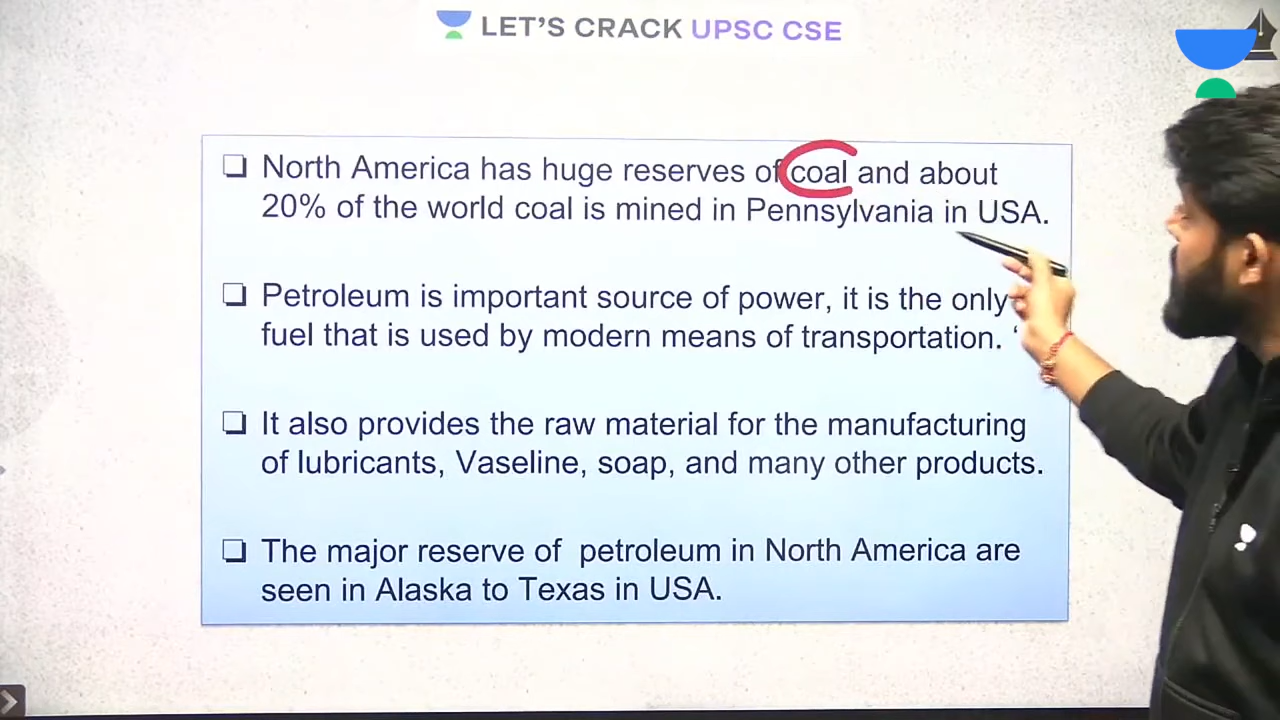 LET'S CRACK UPSC CSE
❑ North America has huge reserves of coal and about
20% of the world coal is mined in Pennsylvania in USA.
❑ Petroleum is important source of power, it is the only
fuel that is used by modern means of transportation. ‘
❑ It also provides the raw material for the manufacturing
of lubricants, Vaseline, soap, and many other products.
❑ The major reserve of petroleum in North America are
seen in Alaska to Texas in USA.